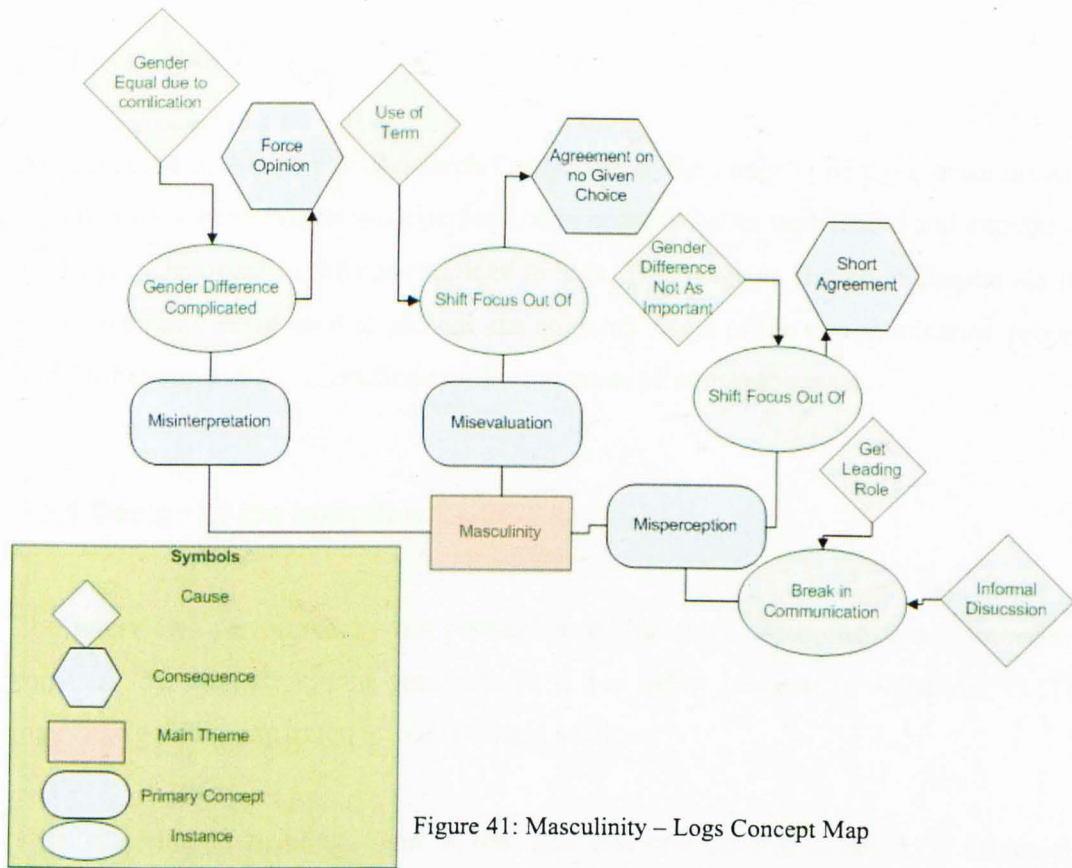 Gender
Equal due to
comlication
Force
Opinion
Use of
Term
Agreement on
no Given
Choice
Gender
Difference
Not As
Important
Short
Agreement
Gender Difference
Complicated
Shift Focus Out Of
Shift Focus Out Of
Misinterpretation
Misevaluation
Get
Leading
Role
Masculinity
Misperception
Break in
Communication
Informal
Disucssion
Symbols
Cause
Consequence
Main Theme
Primary Concept
Instance
Figure 41: Masculinity – Logs Concept Map